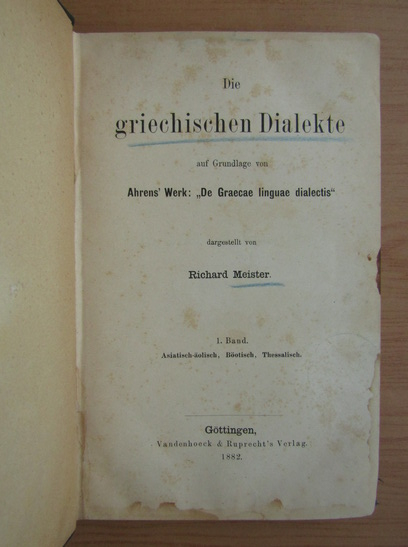 Die
griechischen Dialekte
auf Grundlage von
Ahrens' Werk: „De Graecae linguae dialectis“
dargestellt von
Richard Meister.
1. Band.
Asiatisch-äolisch, Böotisch, Thessalisch.
Göttingen,
Vandenhoeck & Ruprecht's Verlag.
1882.